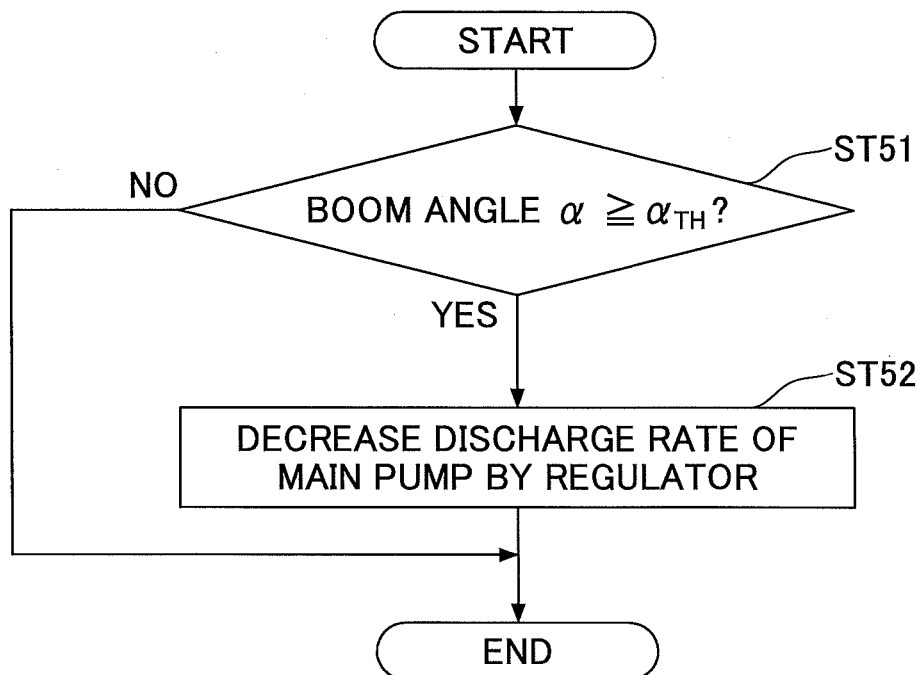 START
ST51
NO
BOOM ANGLE α ≧ αTH?
YES
ST52
DECREASE DISCHARGE RATE OF
MAIN PUMP BY REGULATOR
END